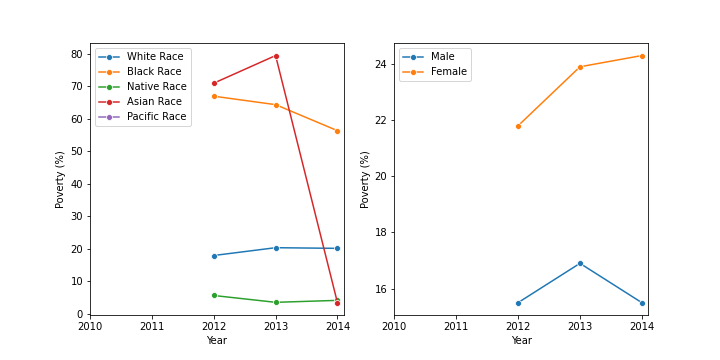 White Race
Black Race
Native Race
Asian Race
Pacific Race
80
70
60
50
40
30
20
10
0
Poverty (%)
2010 2011 2012 2013 2014
Year
Male
Female
24
22
20
18
16
Poverty (%)
2010 2011 2012 2013 2014
Year